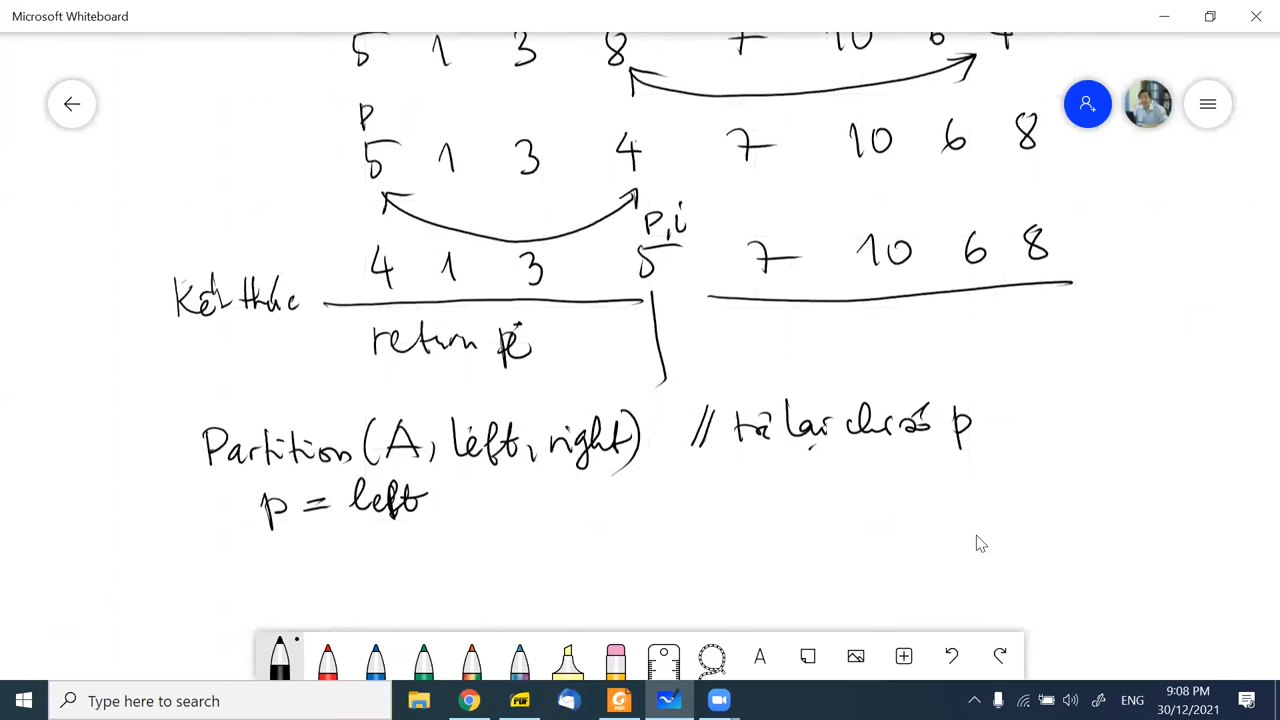 Microsoft Whiteboard
5 1 3 8 7 10 6 4
p
5 1 3 4 7 10 6 8
p, i
4 1 3 5 7 10 6 8
Kết thúc
return
Partition(A, left, right) // trả lại chỉ số p
p = left
Type here to search
ENG
9:08 PM
30/12/2021